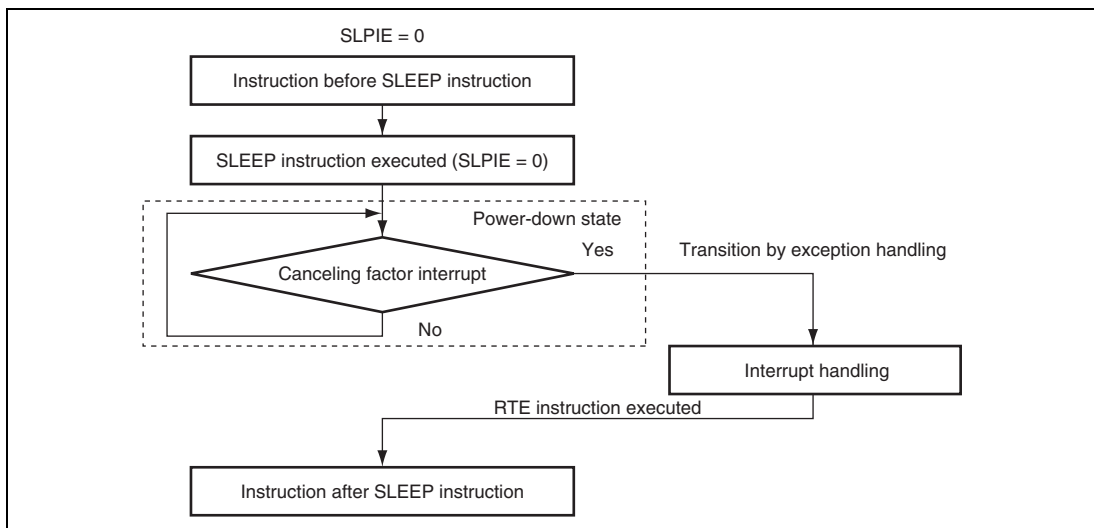 SLPIE = 0
Instruction before SLEEP instruction
SLEEP instruction executed (SLPIE = 0)
Power-down state
Yes
Transition by exception handling
Canceling factor interrupt
No
Interrupt handling
RTE instruction executed
Instruction after SLEEP instruction